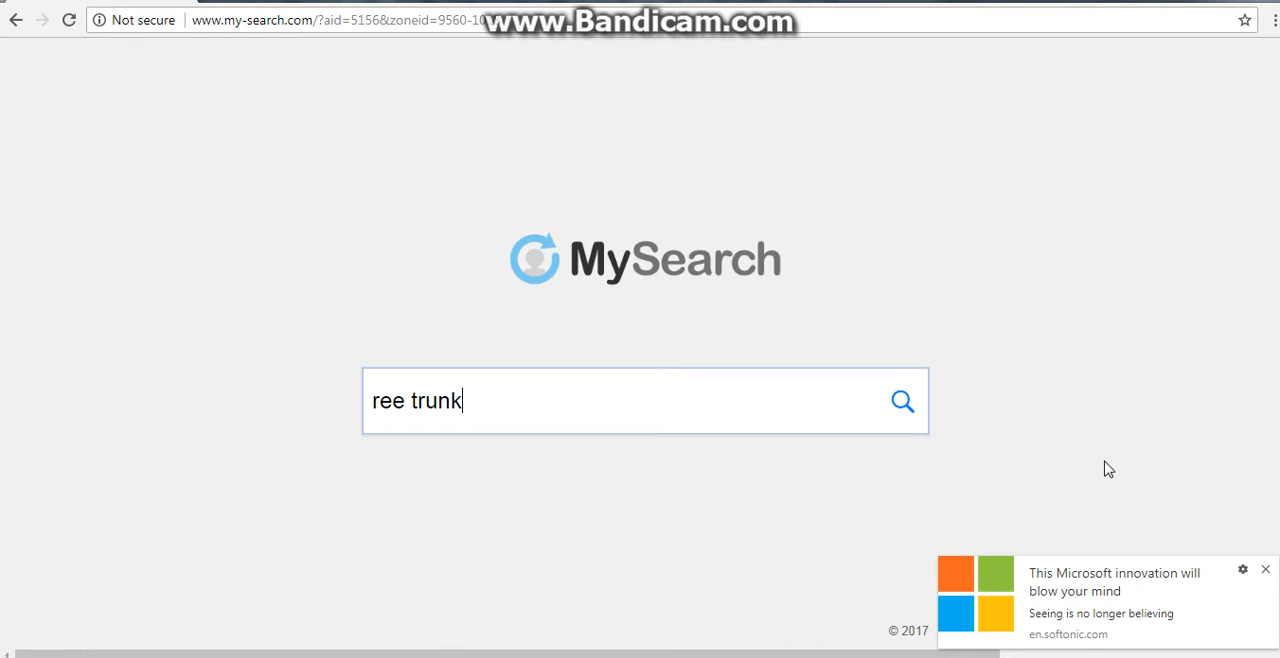 Not secure
www.my-search.com/?aid=5156&zoneid=9560-10
www.Bandicam.com
MySearch
ree trunk
This Microsoft innovation will
blow your mind
Seeing is no longer believing
en.softonic.com
© 2017